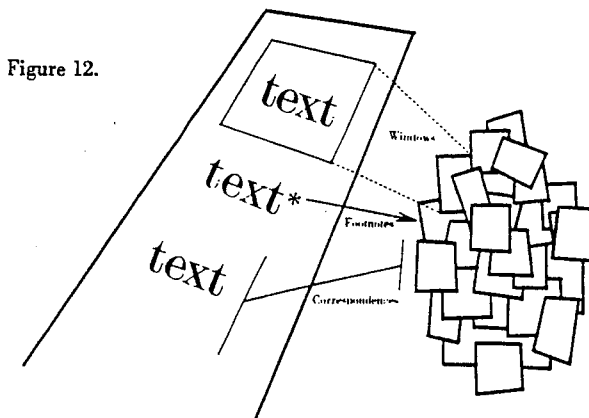 Figure 12.
text
Windows
text*
Footnotes
text
Correspondences